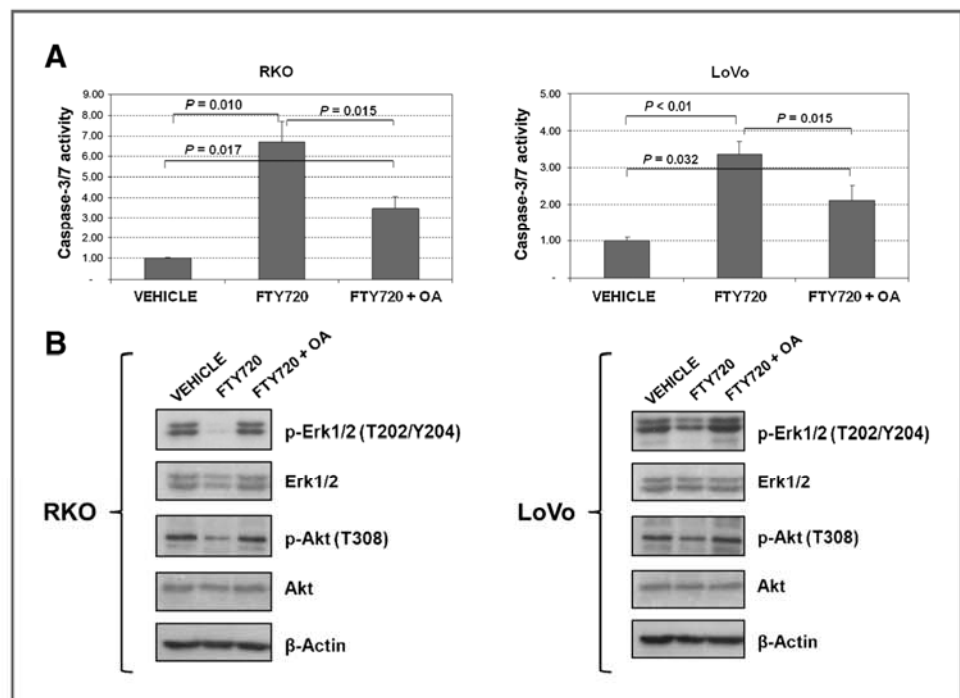 A
RKO
Caspase-3/7 activity
9.00
8.00
7.00
6.00
5.00
4.00
3.00
2.00
1.00
-
P = 0.010
P = 0.015
P = 0.017
VEHICLE
FTY720
FTY720 + OA
LoVo
Caspase-3/7 activity
5.00
4.00
3.00
2.00
1.00
-
P < 0.01
P = 0.015
P = 0.032
VEHICLE
FTY720
FTY720 + OA
B
RKO
VEHICLE
FTY720
FTY720 + OA
p-Erk1/2 (T202/Y204)
Erk1/2
p-Akt (T308)
Akt
β-Actin
LoVo
VEHICLE
FTY720
FTY720 + OA
p-Erk1/2 (T202/Y204)
Erk1/2
p-Akt (T308)
Akt
β-Actin